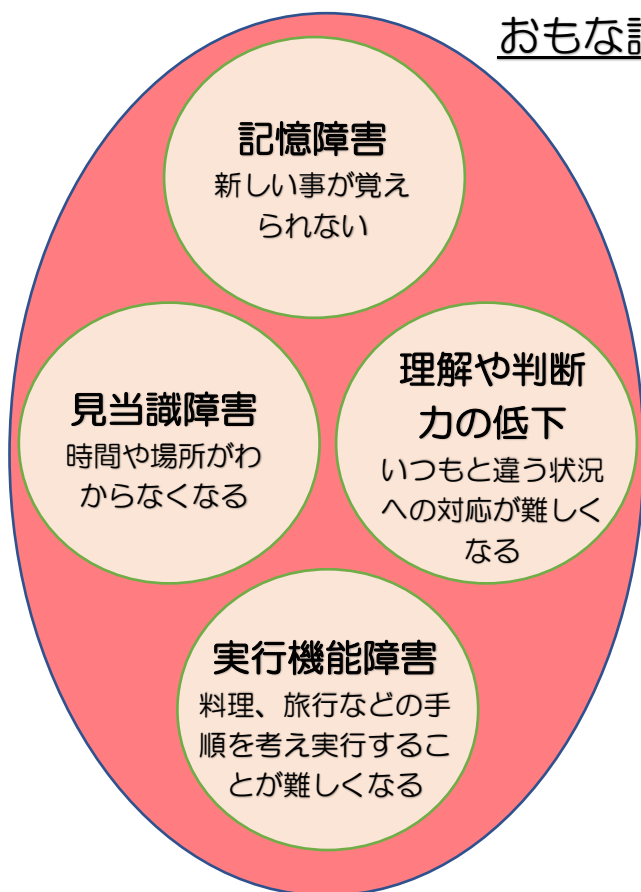 おもな
記憶障害
新しい事が覚え
られない
見当識障害
時間や場所がわ
からなくなる
理解や判断
力の低下
いつもと違う状況
への対応が難しく
なる
実行機能障害
料理、旅行などの手
順を考え実行するこ
とが難しくなる